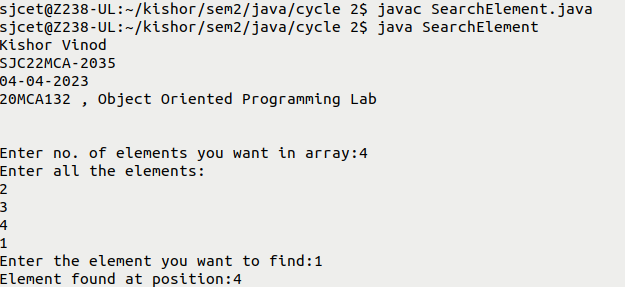 sjcet@Z238-UL:~/kishor/sem2/java/cycle 2$ javac SearchElement.java
sjcet@Z238-UL:~/kishor/sem2/java/cycle 2$ java SearchElement
Kishor Vinod
SJC22MCA-2035
04-04-2023
20MCA132 , Object Oriented Programming Lab
Enter no. of elements you want in array:4
Enter all the elements:
2
3
4
1
Enter the element you want to find:1
Element found at position:4